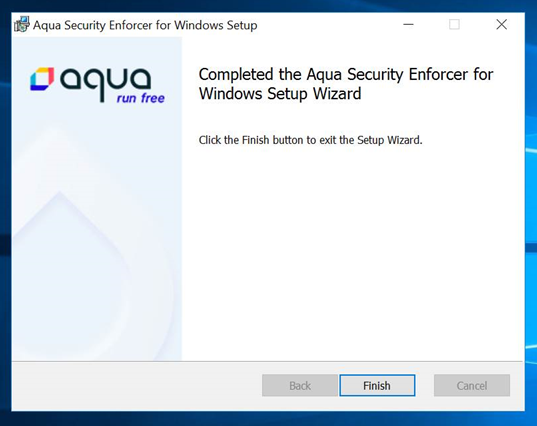 Aqua Security Enforcer for Windows Setup
aqua
run free
Completed the Aqua Security Enforcer for
Windows Setup Wizard
Click the Finish button to exit the Setup Wizard.
Back
Finish
Cancel